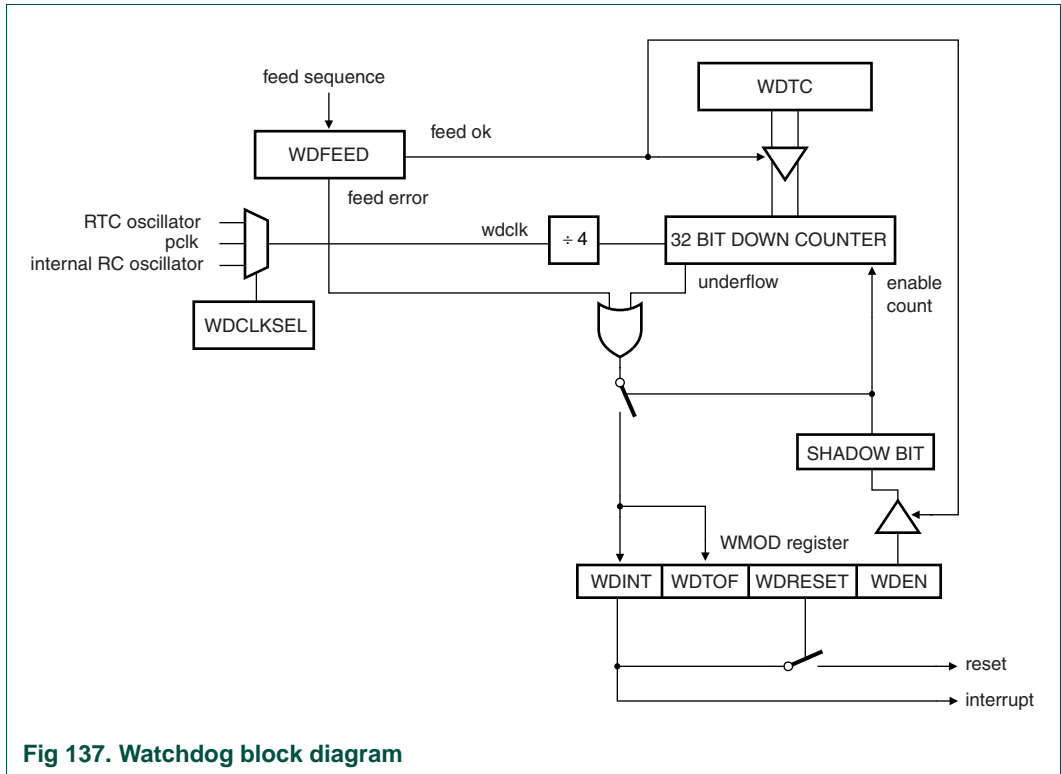 feed sequence
WDTC
feed ok
WDFEED
feed error
RTC oscillator
pclk
internal RC oscillator
wdclk
÷ 4
32 BIT DOWN COUNTER
underflow
enable
count
WDCLKSEL
SHADOW BIT
WMOD register
WDINT
WDTOF
WDRESET
WDEN
reset
interrupt
Fig 137. Watchdog block diagram